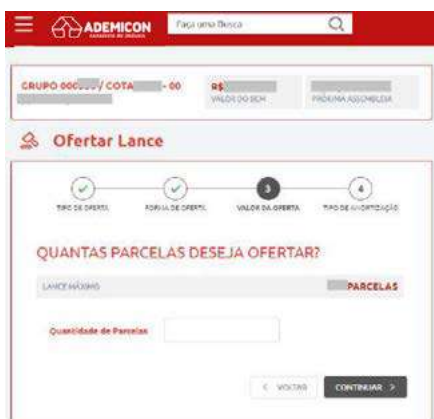 ADEMICON
Faça uma Busca
GRUPO 000 / COTA - 00
R$
VALOR DO BEM
PRÓXIMA ASSEMBLEIA
Ofertar Lance
3
4
TIPO DE OFERTA
FORMA DE OFERTA
VALOR DA OFERTA
TIPO DE AMORTIZAÇÃO
QUANTAS PARCELAS DESEJA OFERTAR?
LANCE MÁXIMO
PARCELAS
Quantidade de Parcelas
< VOLTAR
CONTINUAR >